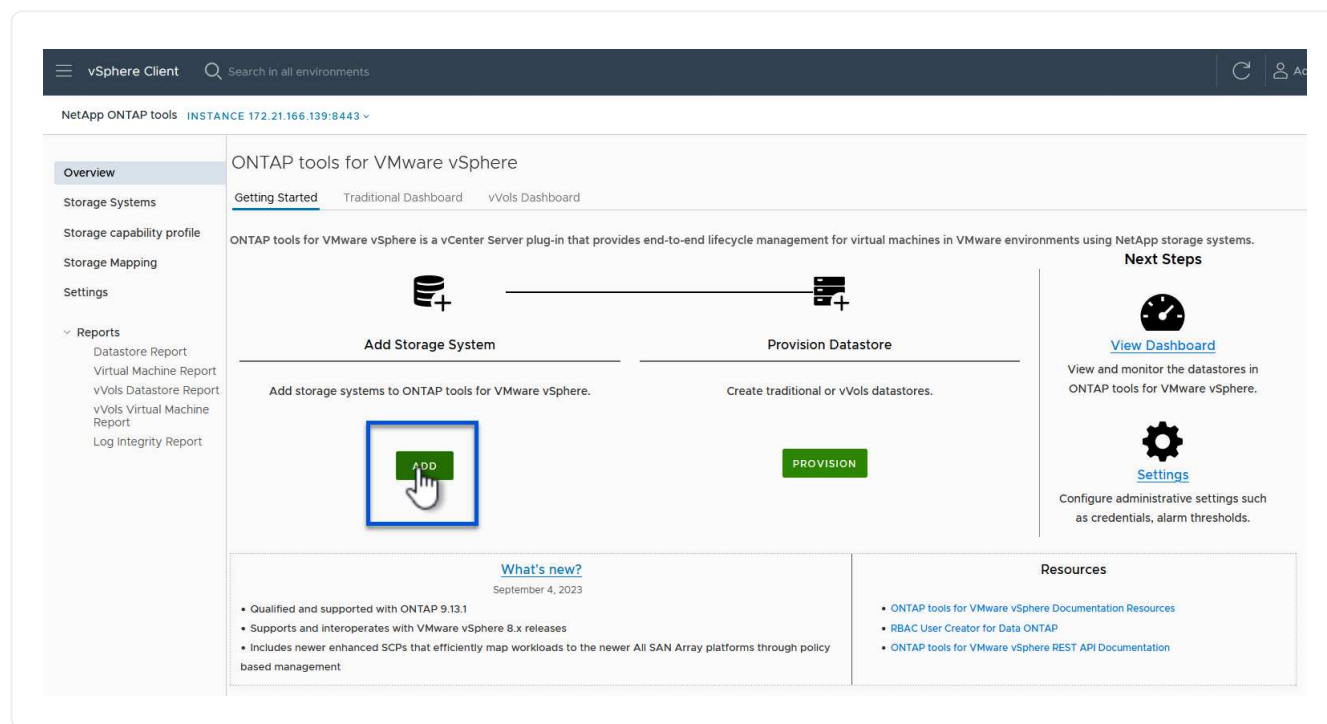 vSphere Client
Search in all environments
NetApp ONTAP tools INSTANCE 172.21.166.139:8443
Overview
Storage Systems
Storage capability profile
Storage Mapping
Settings
Reports
Datastore Report
Virtual Machine Report
vVols Datastore Report
vVols Virtual Machine
Report
Log Integrity Report
ONTAP tools for VMware vSphere
Getting Started Traditional Dashboard vVols Dashboard
ONTAP tools for VMware vSphere is a vCenter Server plug-in that provides end-to-end lifecycle management for virtual machines in VMware environments using NetApp storage systems.
Add Storage System
Add storage systems to ONTAP tools for VMware vSphere.
ADD
Provision Datastore
Create traditional or vVols datastores.
PROVISION
Next Steps
View Dashboard
View and monitor the datastores in
ONTAP tools for VMware vSphere.
Settings
Configure administrative settings such
as credentials, alarm thresholds.
What's new?
September 4, 2023
• Qualified and supported with ONTAP 9.13.1
• Supports and interoperates with VMware vSphere 8.x releases
• Includes newer enhanced SCPs that efficiently map workloads to the newer All SAN Array platforms through policy
based management
Resources
• ONTAP tools for VMware vSphere Documentation Resources
• RBAC User Creator for Data ONTAP
• ONTAP tools for VMware vSphere REST API Documentation